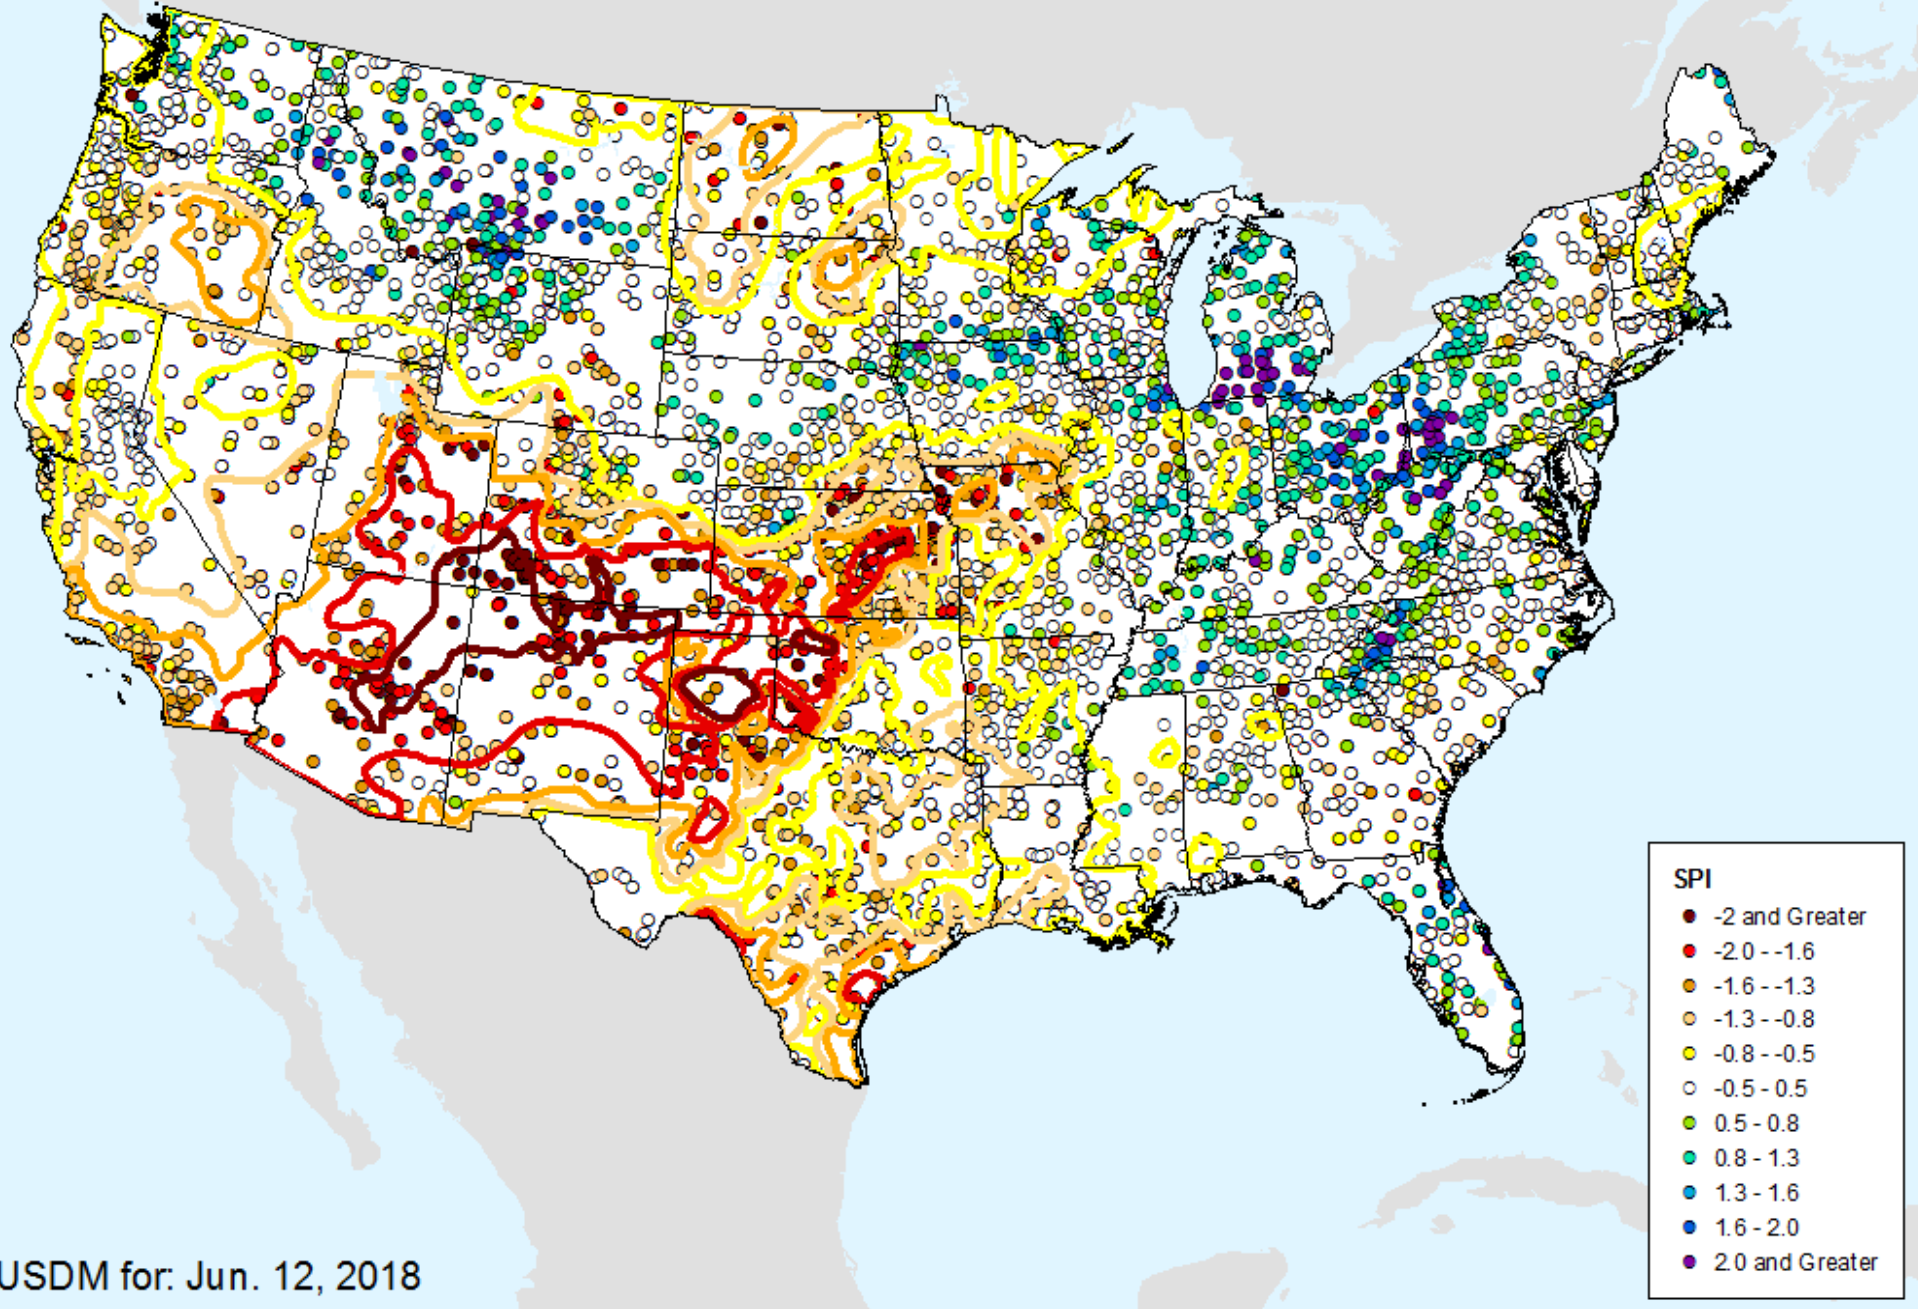 SPI
-2 and Greater
-2.0 - -1.6
-1.6 - -1.3
-1.3 - -0.8
-0.8 - -0.5
-0.5 - 0.5
0.5 - 0.8
0.8 - 1.3
1.3 - 1.6
1.6 - 2.0
2.0 and Greater
USDM for: Jun. 12, 2018